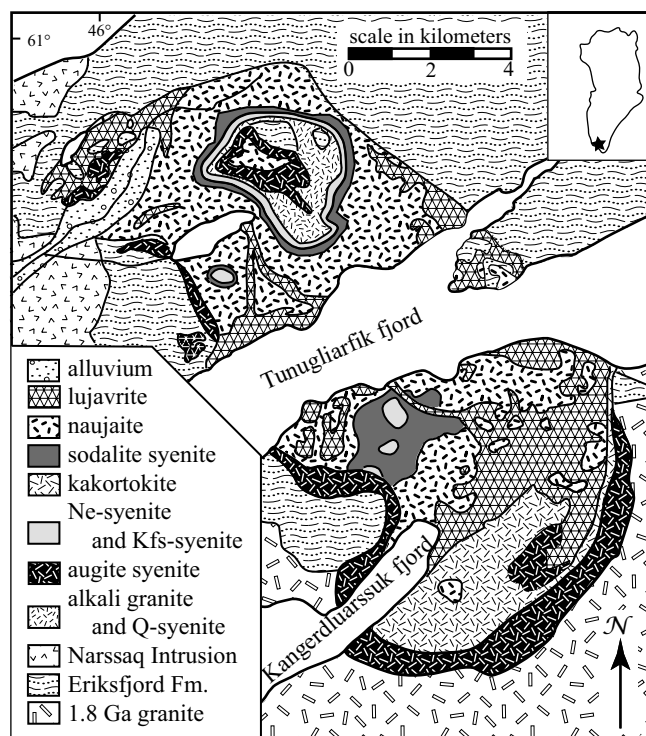 61°
46°
scale in kilometers
0 2 4
Tunugliarfik fjord
alluvium
lujavrite
naujaite
sodalite syenite
kakortokite
Ne-syenite
and Kfs-syenite
augite syenite
alkali granite
and Q-syenite
Narssaq Intrusion
Eriksfjord Fm.
1.8 Ga granite
Kangerdluarssuk fjord
N